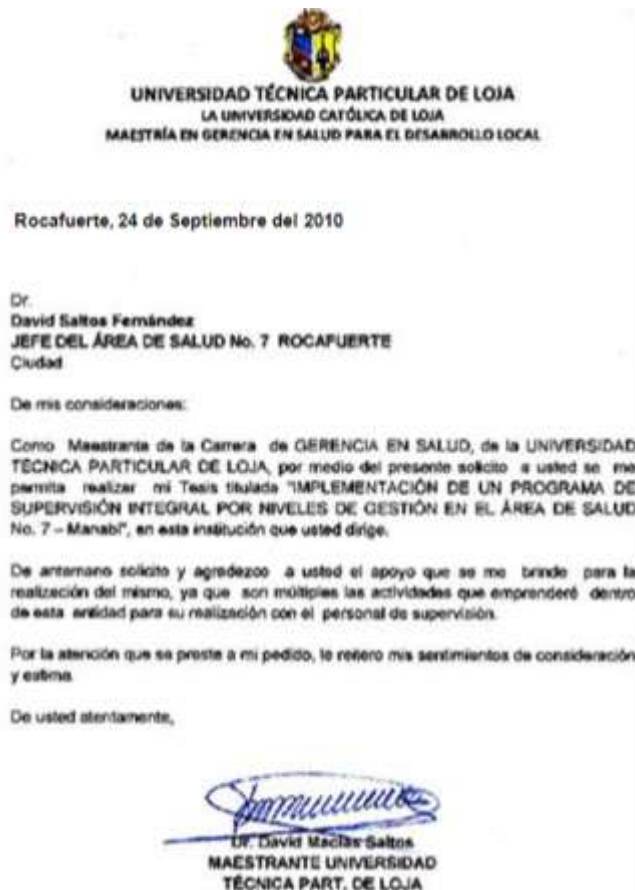 UNIVERSIDAD TÉCNICA PARTICULAR DE LOJA
LA UNIVERSIDAD CATÓLICA DE LOJA
MAESTRÍA EN GERENCIA EN SALUD PARA EL DESARROLLO LOCAL
Rocafuerte, 24 de Septiembre del 2010
Dr.
David Saltos Fernández
JEFE DEL ÁREA DE SALUD No. 7 ROCAFUERTE
Ciudad
De mis consideraciones:
Como Maestrante de la Carrera de GERENCIA EN SALUD, de la UNIVERSIDAD
TÉCNICA PARTICULAR DE LOJA, por medio del presente solicito a usted se me
permita realizar mi Tesis titulada "IMPLEMENTACIÓN DE UN PROGRAMA DE
SUPERVISIÓN INTEGRAL POR NIVELES DE GESTIÓN EN EL ÁREA DE SALUD
No. 7 – Manabí", en esta institución que usted dirige.
De antemano solicito y agradezco a usted el apoyo que se me brinde para la
realización del mismo, ya que son múltiples las actividades que emprenderé dentro
de esta entidad para su realización con el personal de supervisión.
Por la atención que se preste a mi pedido, le reitero mis sentimientos de consideración
y estima.
De usted atentamente,
Dr. David Macías Saltos
MAESTRANTE UNIVERSIDAD
TÉCNICA PART. DE LOJA